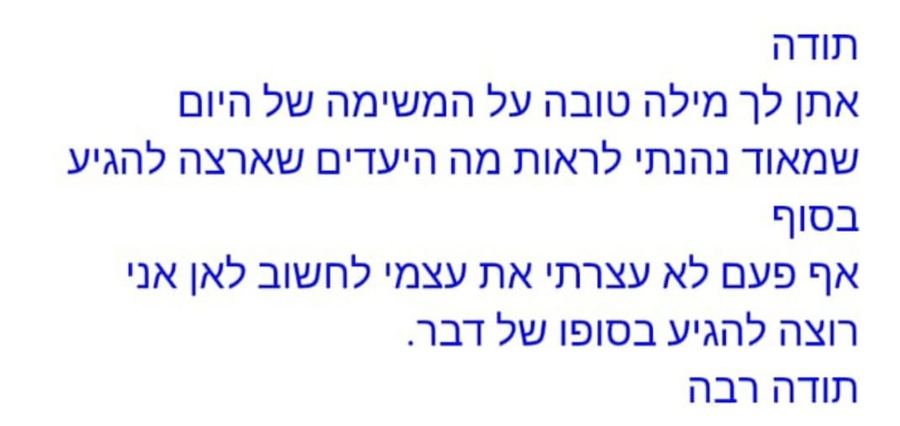 תודה
אתן לך מילה טובה על המשימה של היום
שמאוד נהנתי לראות מה היעדים שארצה להגיע
בסוף
אף פעם לא עצרתי את עצמי לחשוב לאן אני
רוצה להגיע בסופו של דבר.
תודה רבה